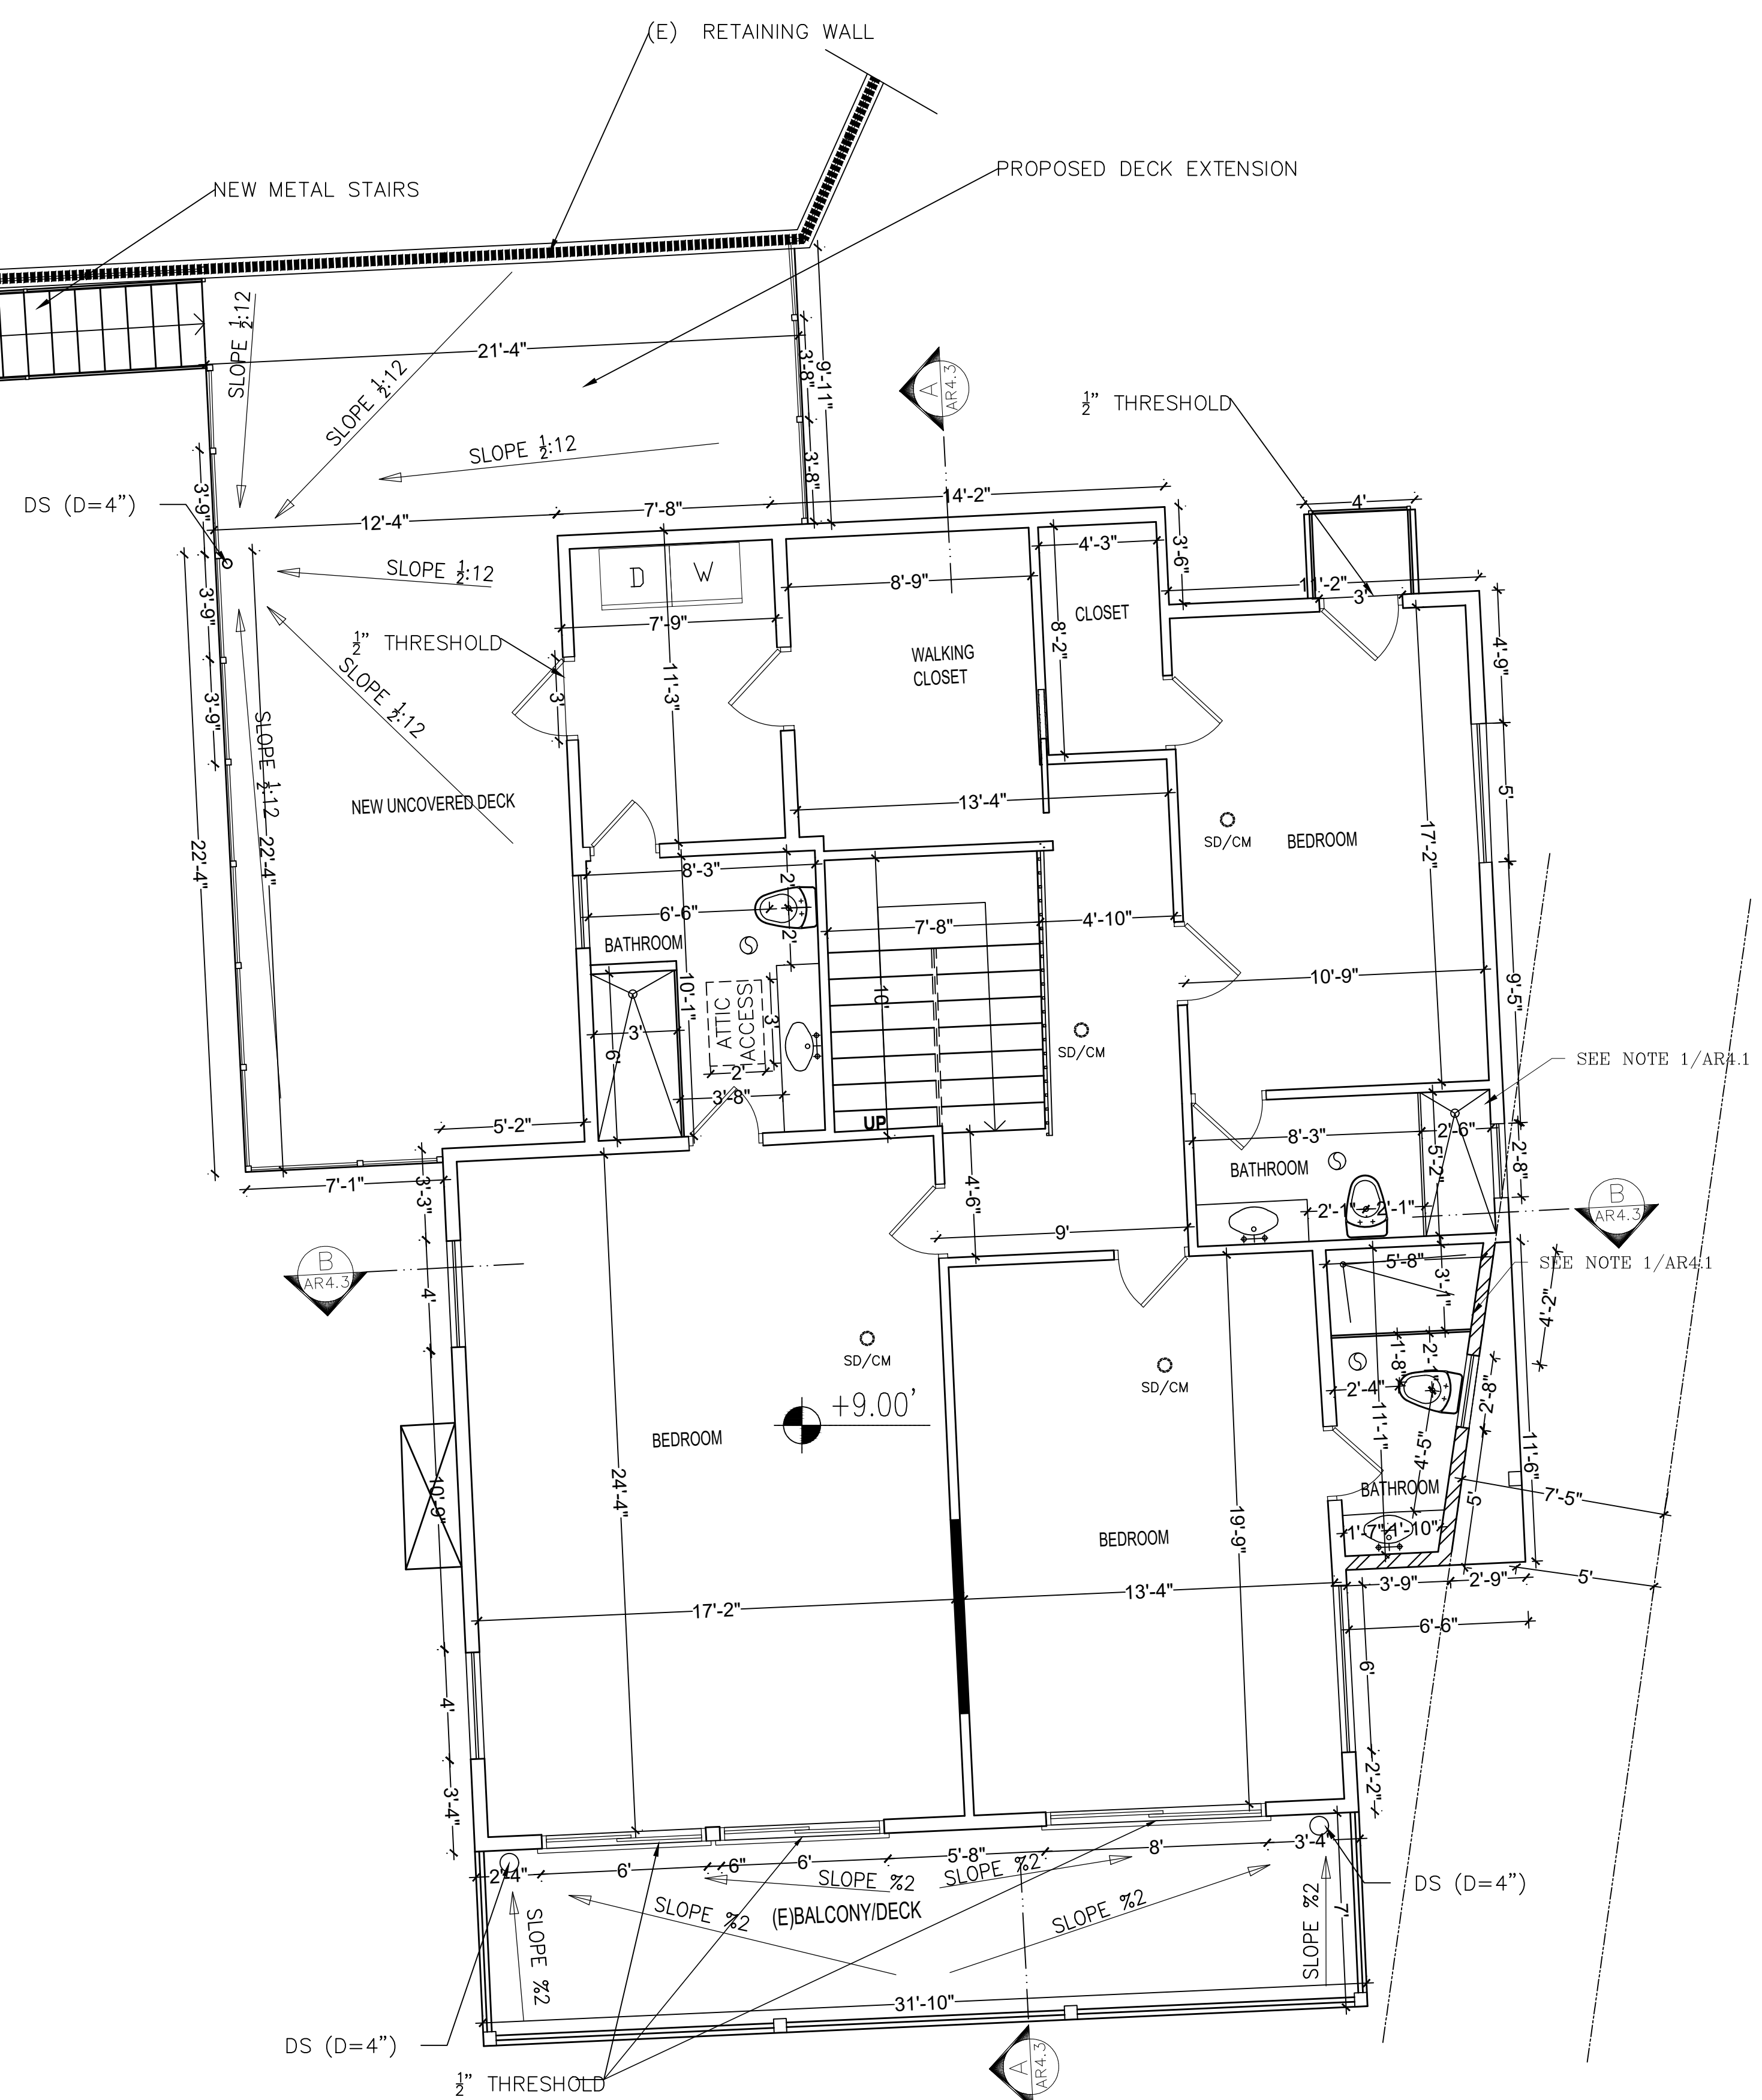 (E) RETAINING WALL
PROPOSED DECK EXTENSION
NEW METAL STAIRS
SLOPE ½:12
21'-4"
SLOPE ½:12
3'-8"
9'-11"
A
AR4.3
½" THRESHOLD
SLOPE ½:12
3'-8"
3'-9"
DS (D=4")
12'-4"
7'-8"
14'-2"
4'
3'-6"
4'-3"
SLOPE ½:12
D
W
8'-9"
11'-2"
3'
3'-9"
7'-9"
CLOSET
8'-2"
4'-9"
½" THRESHOLD
WALKING
CLOSET
11'-3"
3'
3'-9"
SLOPE ½:12
SLOPE ½:12
NEW UNCOVERED DECK
13'-4"
5'
SD/CM
BEDROOM
17'-2"
22'-4"
22'-4"
8'-3"
2'
6'-6"
7'-8"
4'-10"
BATHROOM
2'
10'-9"
9'-5"
10'-1"
10'
ATTIC
ACCESS
3'
3'
6'
SD/CM
SEE NOTE 1/AR4.1
2'
3'-8"
UP
5'-2"
8'-3"
2'-6"
2'-8"
5'-2"
BATHROOM
7'-1"
3'-3"
4'-6"
2'-1"
2'-1"
B
AR4.3
9'
B
AR4.3
4'
5'-8"
3'-1"
SEE NOTE 1/AR4.1
4'-2"
SD/CM
SD/CM
1'-8"
2'-4"
2'-8"
+9.00'
BEDROOM
11'-1"
4'-5"
11'-6"
10'-9"
24'-4"
BATHROOM
5'
7'-5"
19'-9"
BEDROOM
1'-7"
1'-10"
17'-2"
13'-4"
3'-9"
2'-9"
5'
6'-6"
6'
4'
3'-4"
2'-2"
2'-4"
6'
6"
6'
5'-8"
8'
3'-4"
SLOPE %2
SLOPE %2
DS (D=4")
SLOPE %2
(E)BALCONY/DECK
SLOPE %2
SLOPE %2
SLOPE %2
7'
31'-10"
DS (D=4")
A
AR4.3
½" THRESHOLD